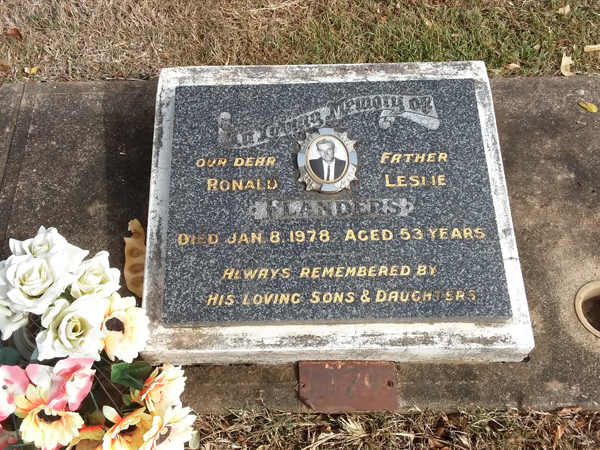 In Loving Memory of
OUR DEAR FATHER
RONALD LESLIE
FLANDERS
DIED JAN. 8, 1978 AGED 53 YEARS
ALWAYS REMEMBERED BY
HIS LOVING SONS & DAUGHTERS